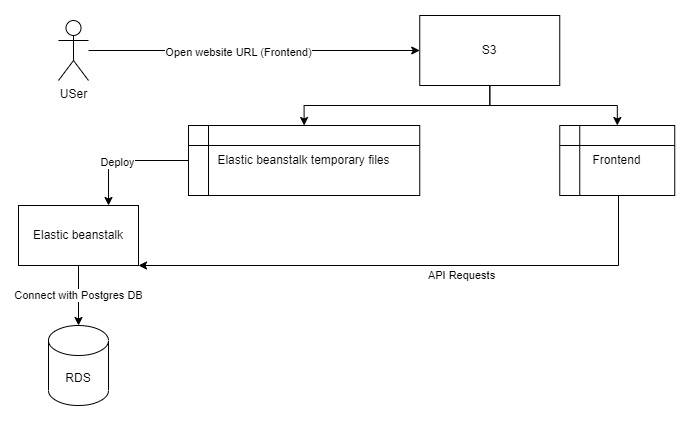 USer
Open website URL (Frontend)
S3
Elastic beanstalk temporary files
Frontend
Deploy
Elastic beanstalk
API Requests
Connect with Postgres DB
RDS